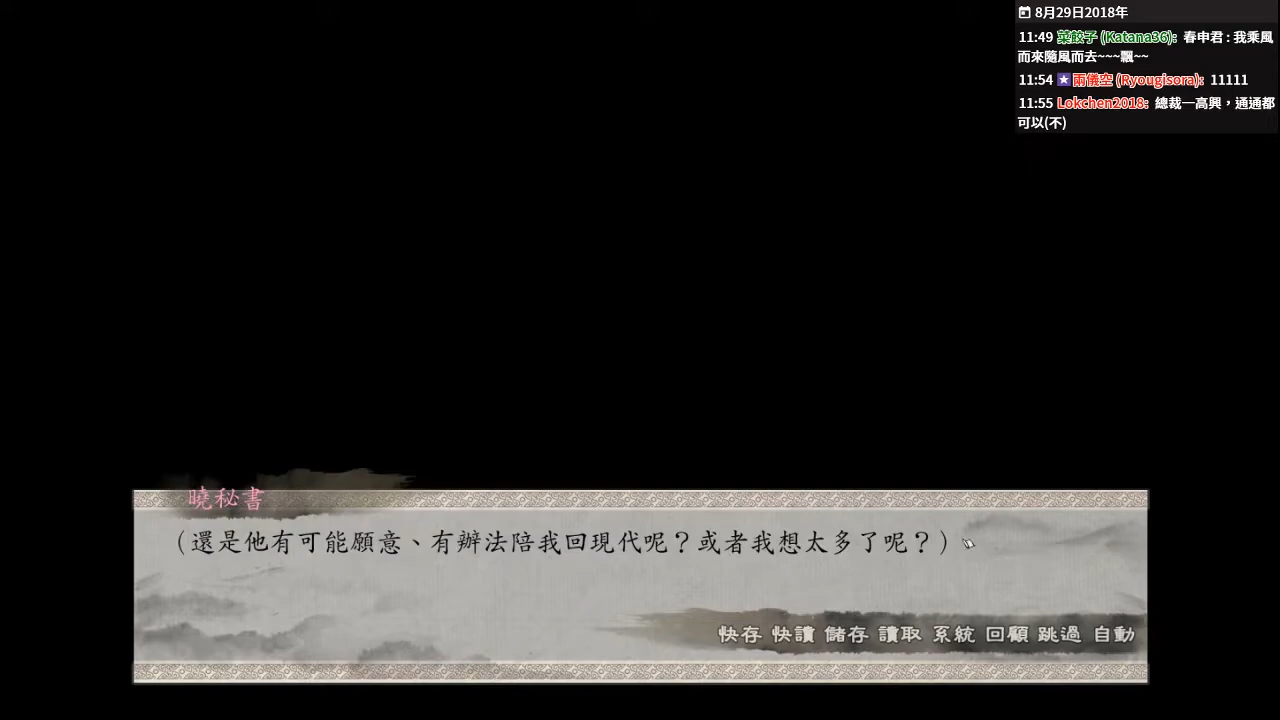 8月29日2018年
11:49 菜餃子 (Katana36): 春申君 : 我乘風
而來隨風而去~~~飄~~
11:54 兩儀空 (Ryougisora): 11111
11:55 Lokchen2018: 總裁一高興，通通都
可以(不)
曉秘書
（還是他有可能願意、有辦法陪我回現代呢？或者我想太多了呢？）
快存 快讀 儲存 讀取 系統 回顧 跳過 自動